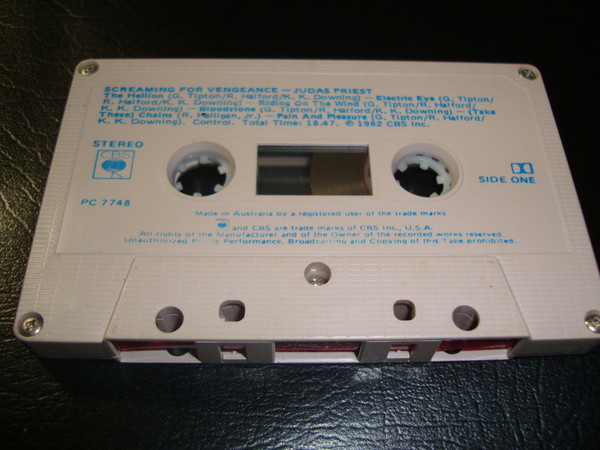 SCREAMING FOR VENGEANCE — JUDAS PRIEST
The Hellion (G. Tipton/R. Halford/K. K. Downing) — Electric Eye (G. Tipton/
R. Halford/K. K. Downing) — Riding On The Wind (G. Tipton/R. Halford/
K. K. Downing) — Bloodstone (G. Tipton/R. Halford/K. K. Downing) — (Take
These) Chains (R. Halligan, Jr.) — Pain And Pleasure (G. Tipton/R. Halford/
K. K. Downing). Control. Total Time: 18.47. © 1982 CBS Inc.
STEREO
CBS
PC 7748
SIDE ONE
Made in Australia by a registered user of the trade marks
and CBS are trade marks of CBS Inc., U.S.A.
All rights of the Manufacturer and of the Owner of the recorded works reserved.
Unauthorized Public Performance, Broadcasting and Copying of this Tape prohibited.